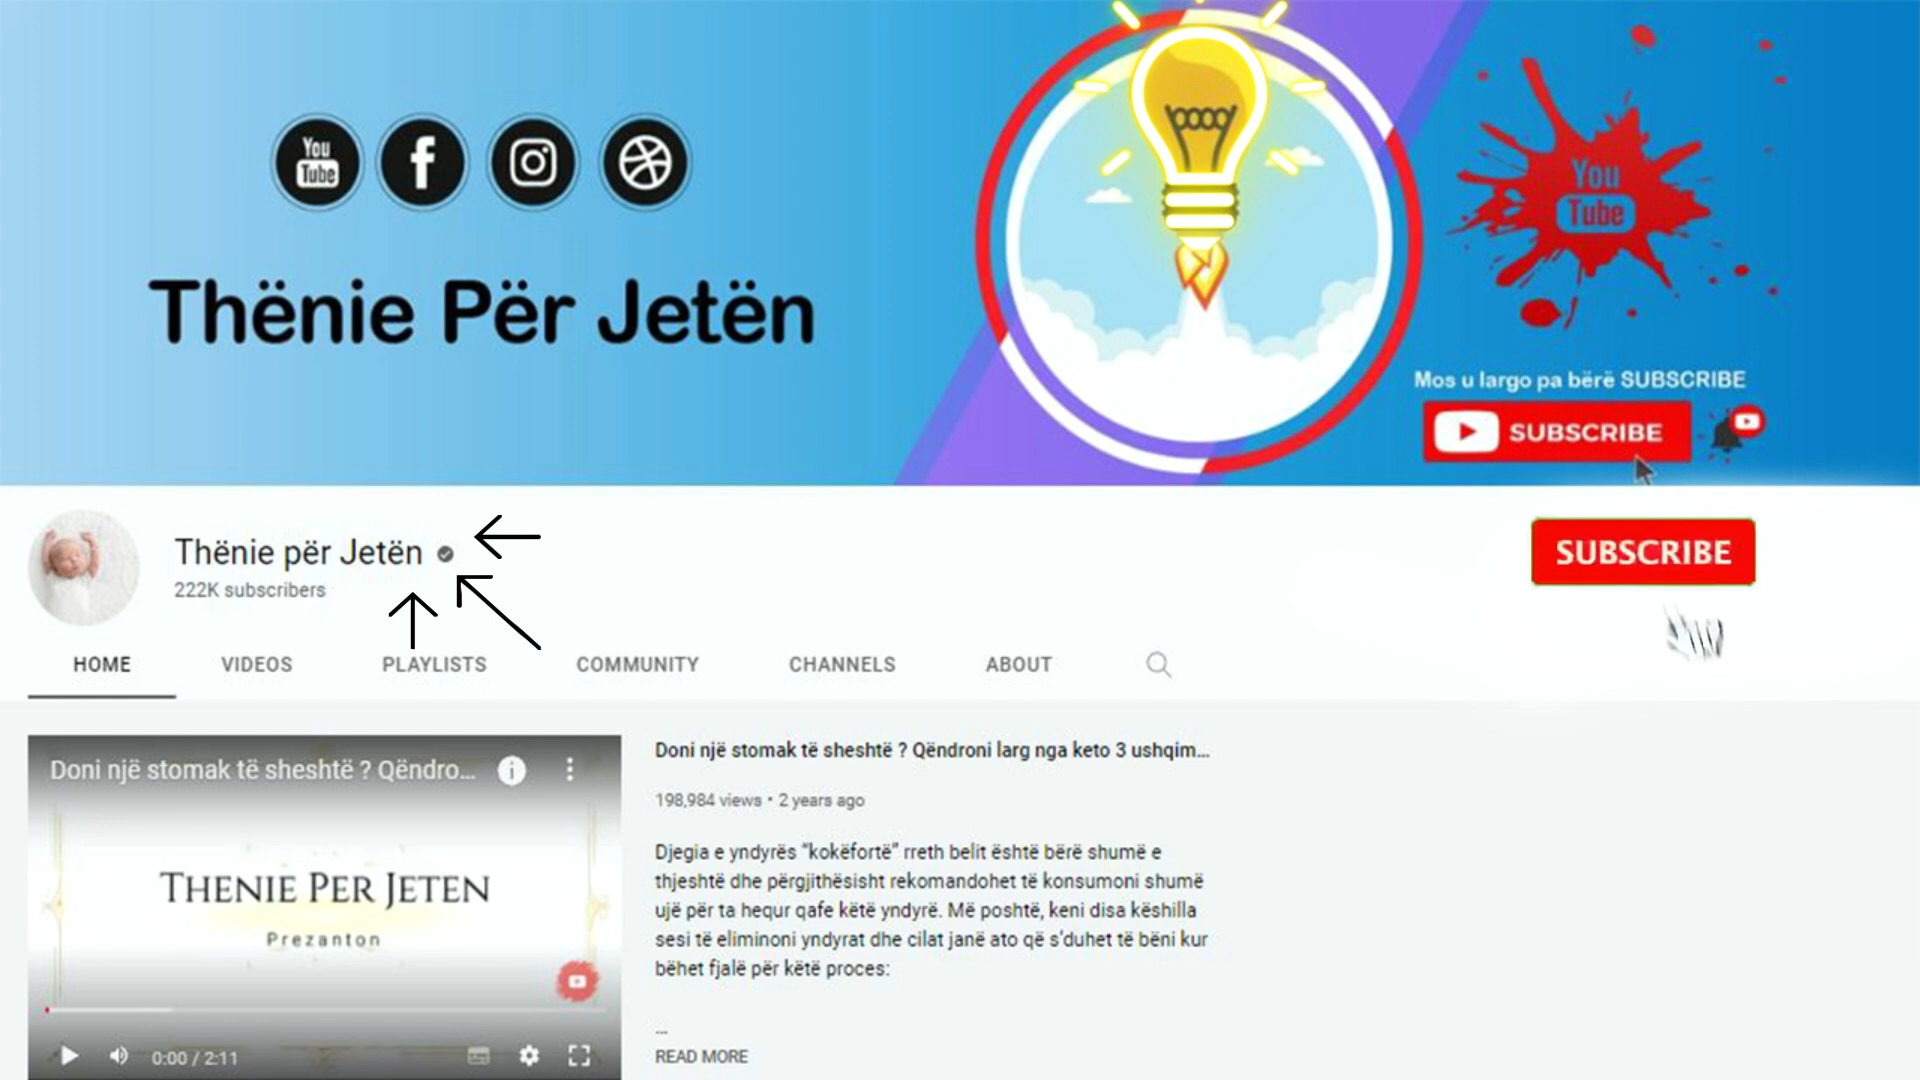 You
Tube
Thënie Për Jetën
You
Tube
Mos u largo pa bërë SUBSCRIBE
SUBSCRIBE
Thënie për Jetën
222K subscribers
SUBSCRIBE
HOME
VIDEOS
PLAYLISTS
COMMUNITY
CHANNELS
ABOUT
Doni një stomak të sheshtë ? Qëndro...
THENIE PER JETEN
Prezanton
0:00 / 2:11
Doni një stomak të sheshtë ? Qëndroni larg nga keto 3 ushqim...
198,984 views • 2 years ago
Djegia e yndyrës “kokëfortë” rreth belit është bërë shumë e
thjeshtë dhe përgjithësisht rekomandohet të konsumoni shumë
ujë për ta hequr qafe këtë yndyrë. Më poshtë, keni disa këshilla
sesi të eliminoni yndyrat dhe cilat janë ato që s'duhet të bëni kur
bëhet fjalë për këtë proces:
...
READ MORE